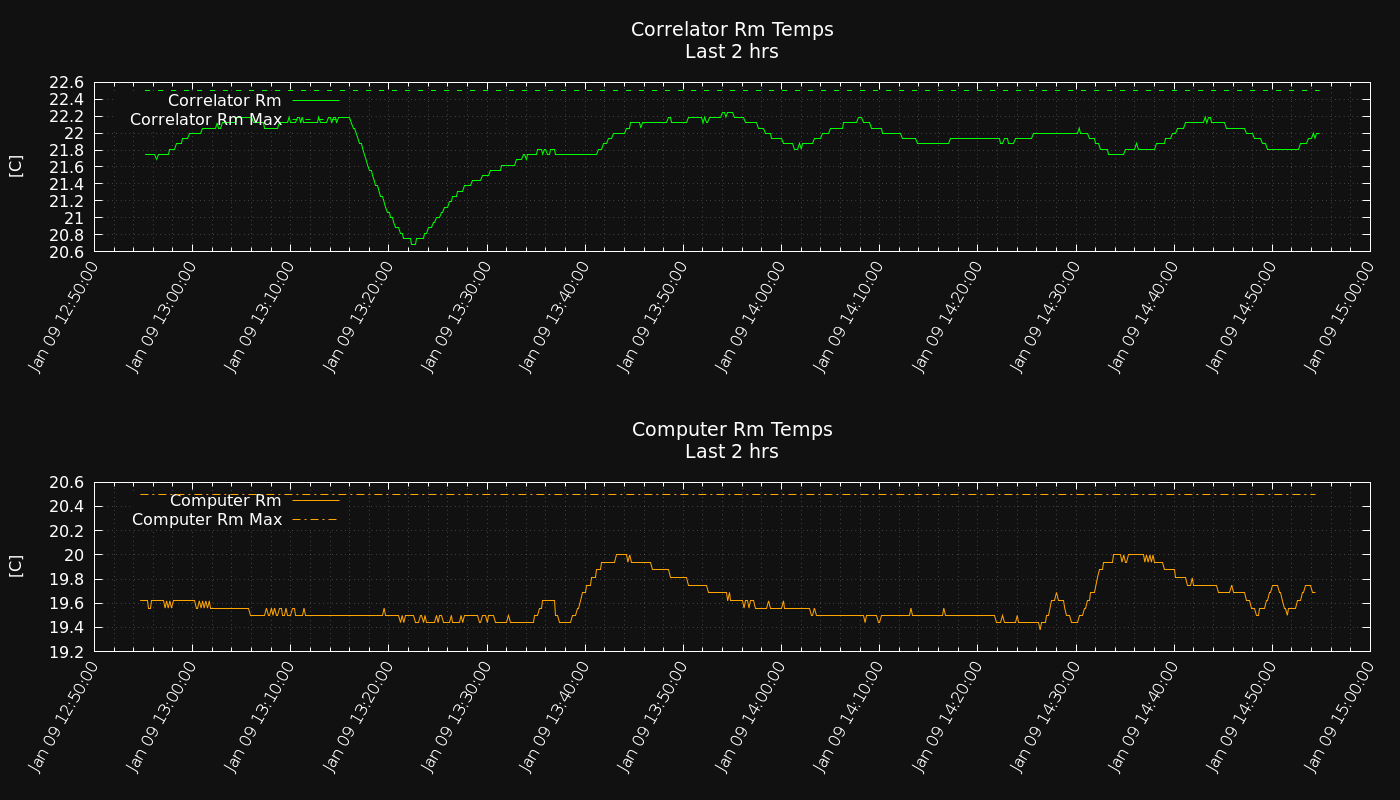 Correlator Rm Temps
Last 2 hrs
22.6
22.4
22.2
22
21.8
21.6
21.4
21.2
21
20.8
20.6
[C]
Correlator Rm
Correlator Rm Max
Jan 09 12:50:00
Jan 09 13:00:00
Jan 09 13:10:00
Jan 09 13:20:00
Jan 09 13:30:00
Jan 09 13:40:00
Jan 09 13:50:00
Jan 09 14:00:00
Jan 09 14:10:00
Jan 09 14:20:00
Jan 09 14:30:00
Jan 09 14:40:00
Jan 09 14:50:00
Jan 09 15:00:00
Computer Rm Temps
Last 2 hrs
20.6
20.4
20.2
20
19.8
19.6
19.4
19.2
[C]
Computer Rm
Computer Rm Max
Jan 09 12:50:00
Jan 09 13:00:00
Jan 09 13:10:00
Jan 09 13:20:00
Jan 09 13:30:00
Jan 09 13:40:00
Jan 09 13:50:00
Jan 09 14:00:00
Jan 09 14:10:00
Jan 09 14:20:00
Jan 09 14:30:00
Jan 09 14:40:00
Jan 09 14:50:00
Jan 09 15:00:00